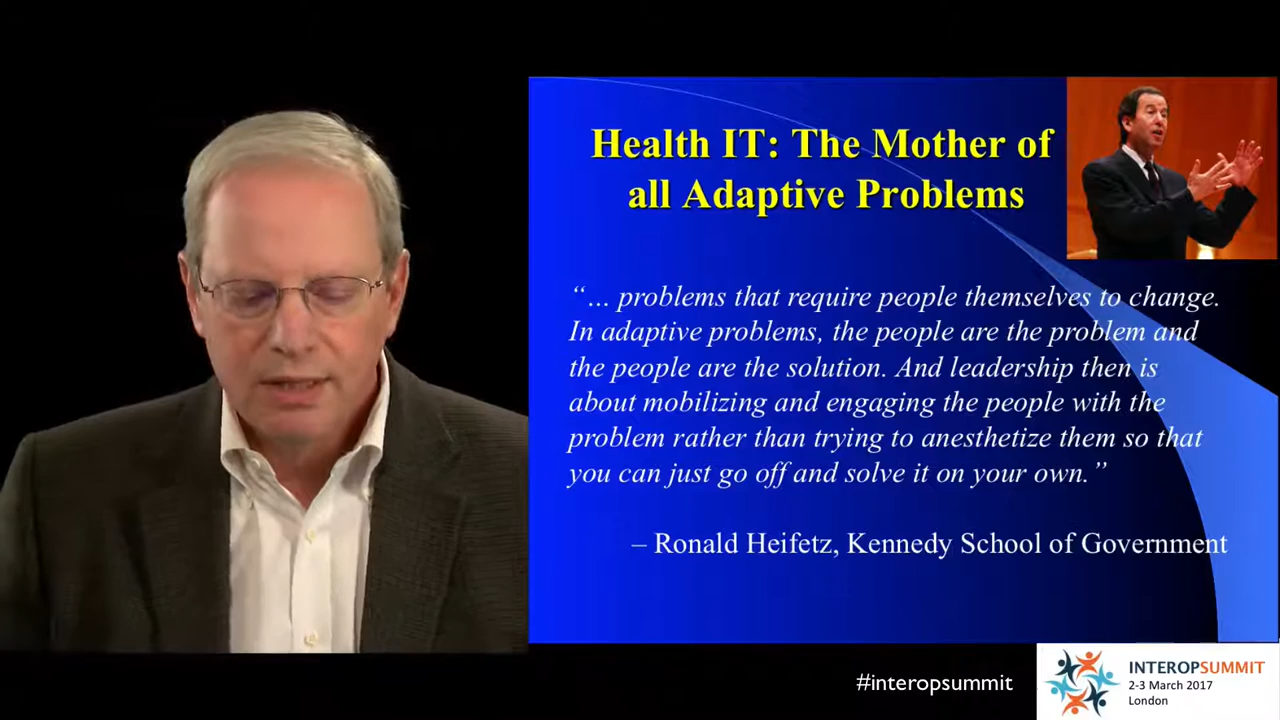 Health IT: The Mother of
all Adaptive Problems
“… problems that require people themselves to change.
In adaptive problems, the people are the problem and
the people are the solution. And leadership then is
about mobilizing and engaging the people with the
problem rather than trying to anesthetize them so that
you can just go off and solve it on your own.”
– Ronald Heifetz, Kennedy School of Government
#interopsummit
INTEROPSUMMIT
2-3 March 2017
London